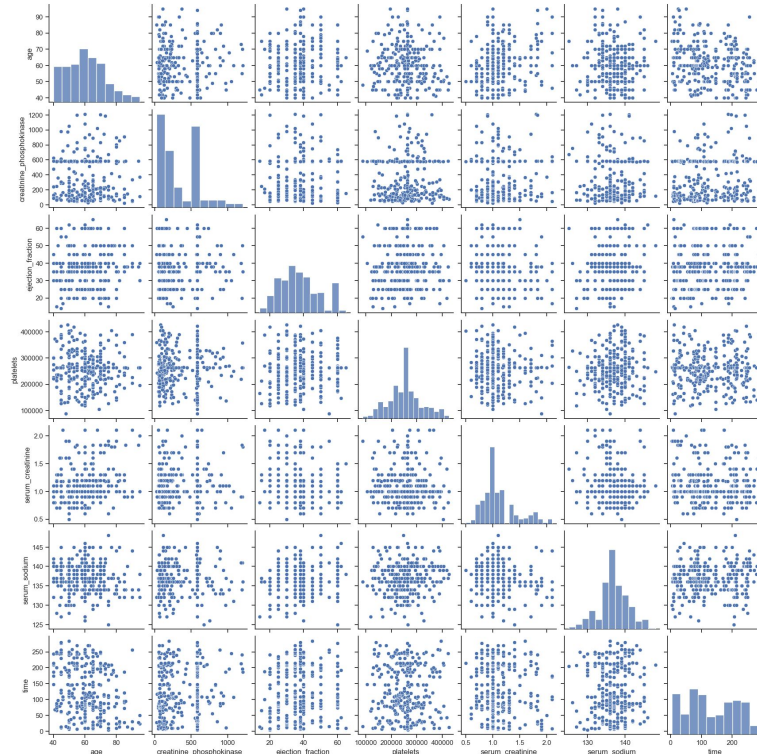 age
90
80
70
60
50
40
creatinine_phosphokinase
1200
1000
800
600
400
200
0
ejection_fraction
60
50
40
30
20
platelets
400000
300000
200000
100000
serum_creatinine
2.0
1.5
1.0
0.5
serum_sodium
145
140
135
130
125
time
250
200
150
100
50
0
40 60 80
0 500 1000
20 40 60
100000 200000 300000 400000
0.5 1.0 1.5 2.0
130 140
0 100 200
age creatinine_phosphokinase ejection_fraction platelets serum_creatinine serum_sodium time